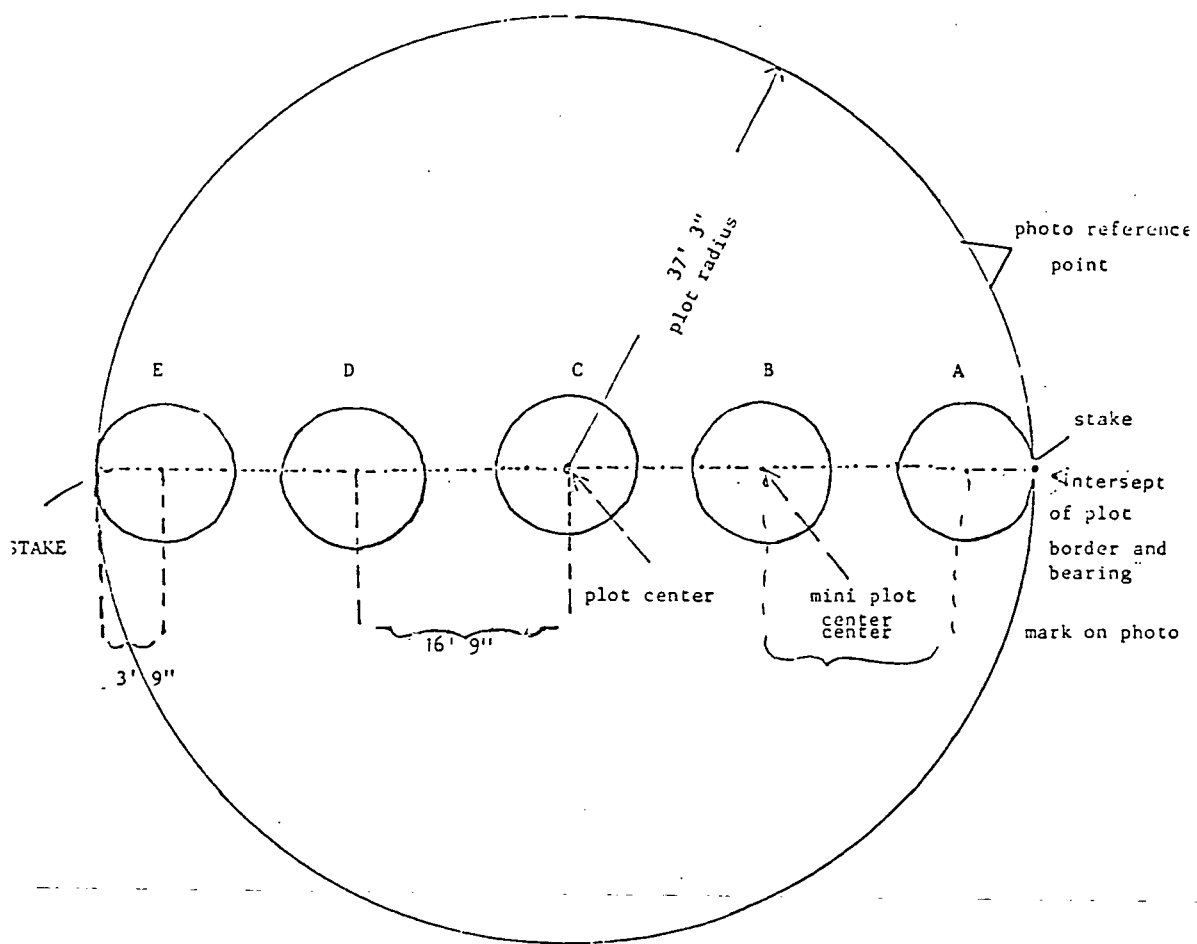 37' 3"
plot radius
photo reference
point
E
D
C
B
A
stake
intersept
of plot
border and
bearing
STAKE
plot center
mini plot
center
center
mark on photo
16' 9"
3' 9"